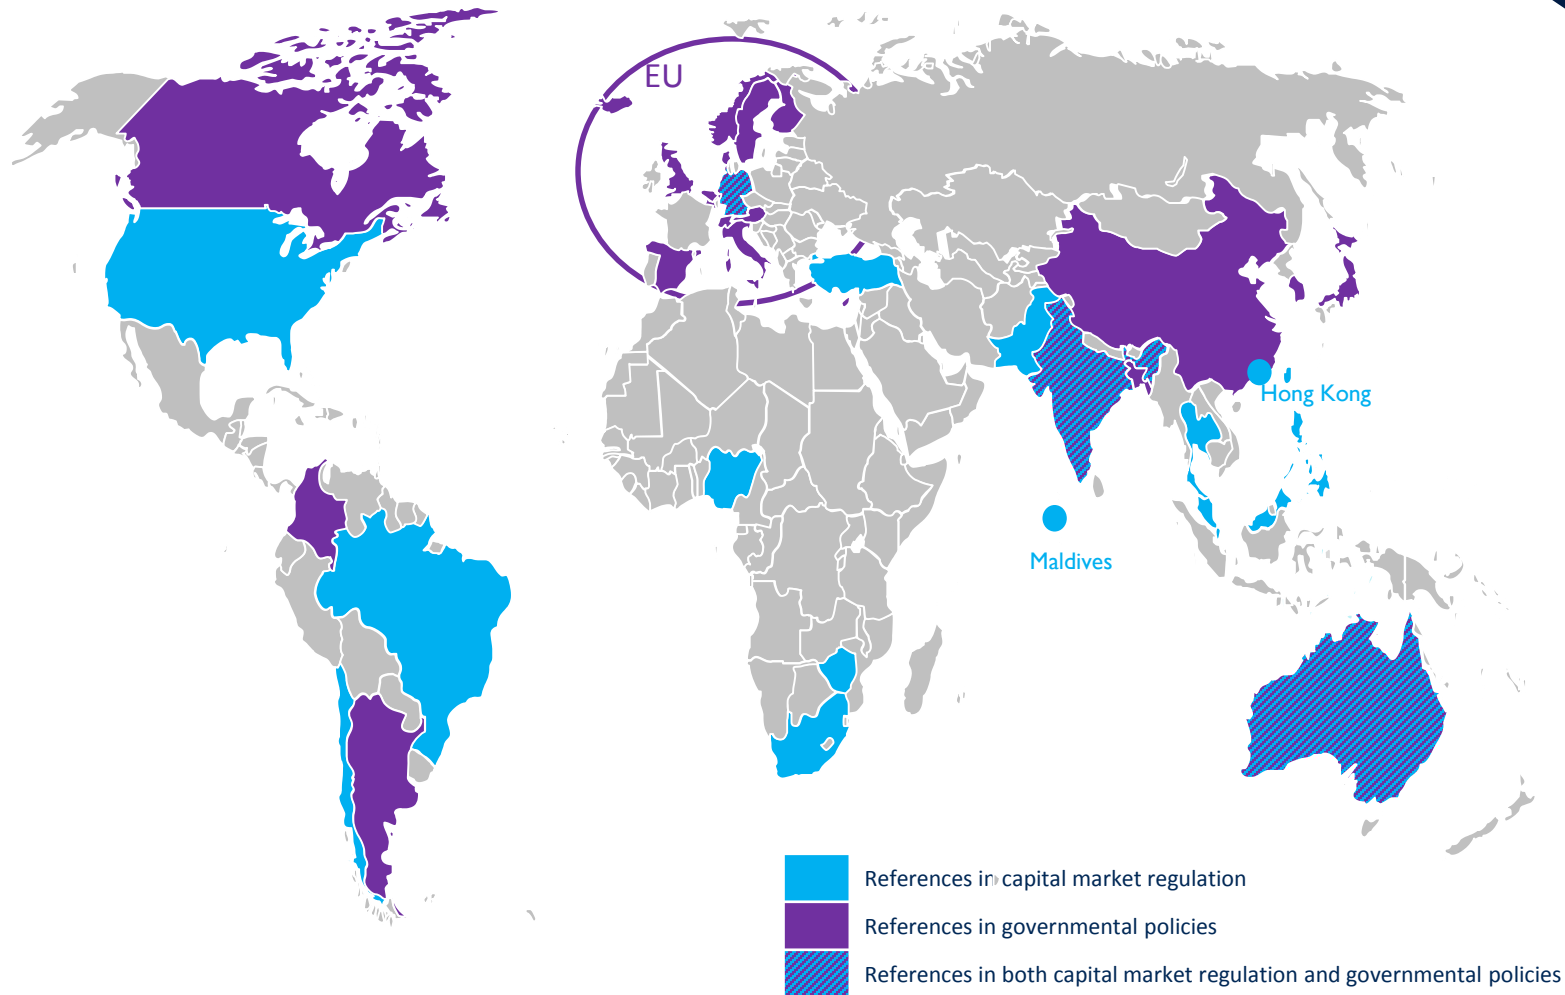 EU
Hong Kong
Maldives
References in capital market regulation
References in governmental policies
References in both capital market regulation and governmental policies